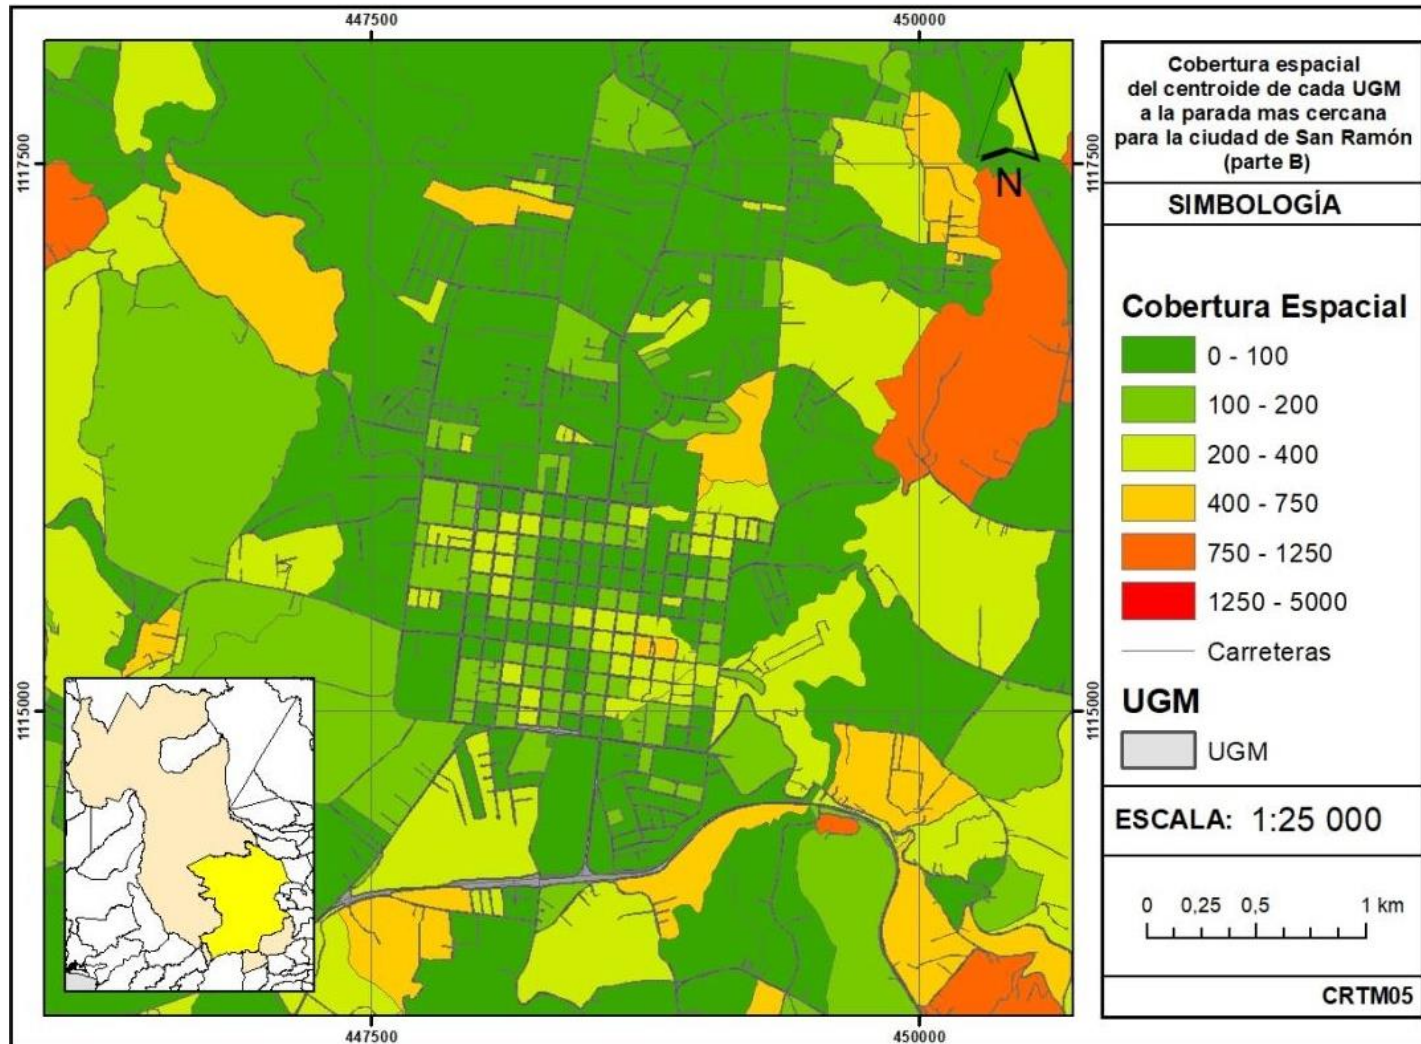 447500
450000
1117500
1117500
1115000
1115000
447500
450000
N
Cobertura espacial
del centroide de cada UGM
a la parada mas cercana
para la ciudad de San Ramón
(parte B)
SIMBOLOGÍA
Cobertura Espacial
0 - 100
100 - 200
200 - 400
400 - 750
750 - 1250
1250 - 5000
Carreteras
UGM
UGM
ESCALA: 1:25 000
0 0,25 0,5 1 km
CRTM05